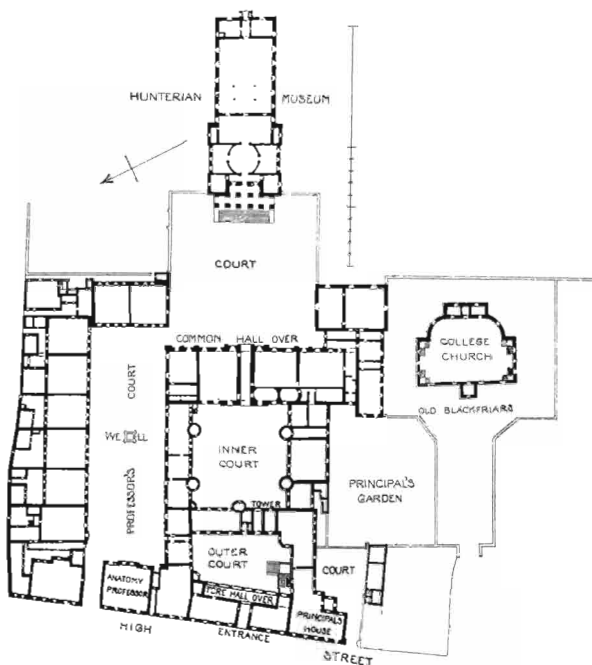 HUNTERIAN MUSEUM
COURT
COMMON HALL OVER
COLLEGE
CHURCH
OLD BLACKFRIARS
PROFESSOR'S COURT
WELL
INNER
COURT
PRINCIPAL'S
GARDEN
TOWER
OUTER
COURT
COURT
ANATOMY
PROFESSOR
FORE HALL OVER
PRINCIPAL'S
HOUSE
HIGH STREET
ENTRANCE